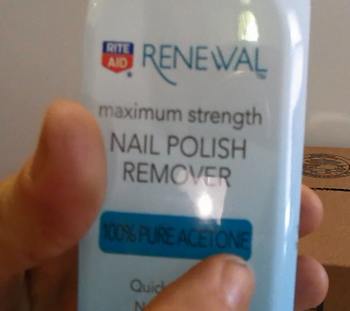 RITE
AID
RENEWAL
maximum strength
NAIL POLISH
REMOVER
100% PURE ACETONE